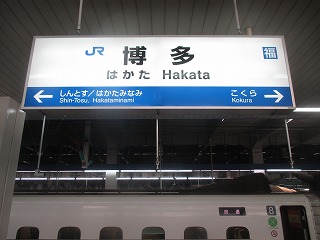 JR 博多 福
はかた Hakata
しんとす／はかたみなみ こくら
Shin-Tosu, Hakataminami Kokura
8